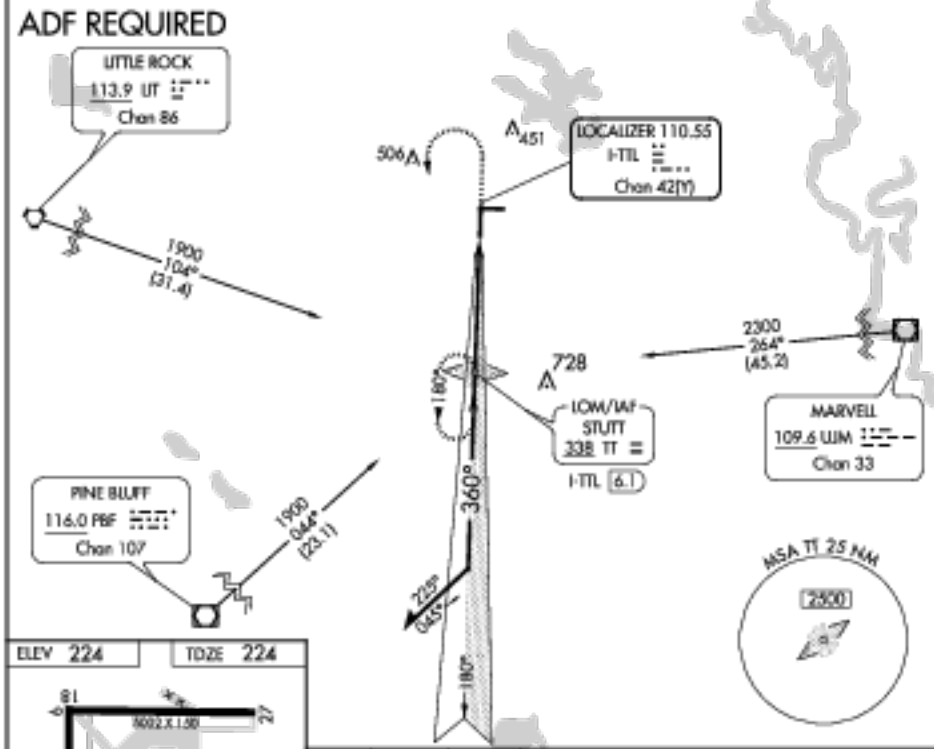 ADF REQUIRED
LITTLE ROCK
113.9 LIT
Chan 86
506
451
LOCALIZER 110.55
I-TTL
Chan 42(Y)
1900
104°
(31.4)
2300
264°
(45.2)
728
180°
LOM/IAF
STUTT
338 TT
I-TTL 6.1
MARVELL
109.6 UJM
Chan 33
360°
PINE BLUFF
116.0 PBF
Chan 107
1900
044°
(23.1)
225°
045°
180°
MSA TT 25 NM
2500
ELEV 224
TDZE 224
18
9
27